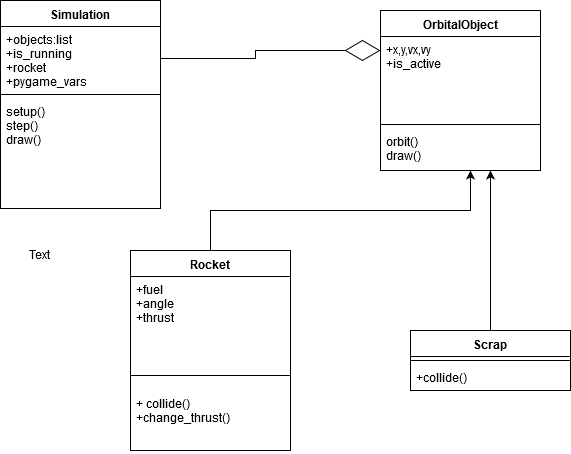 Simulation
+objects:list
+is_running
+rocket
+pygame_vars
setup()
step()
draw()
OrbitalObject
+x,y,vx,vy
+is_active
orbit()
draw()
Text
Rocket
+fuel
+angle
+thrust
+ collide()
+change_thrust()
Scrap
+collide()